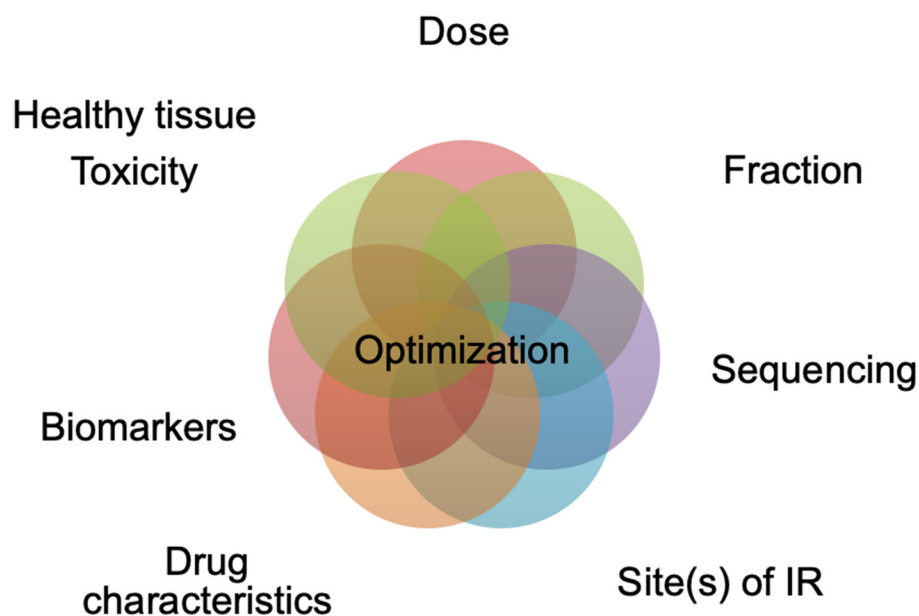 Dose
Healthy tissue
Toxicity
Fraction
Optimization
Sequencing
Biomarkers
Drug
characteristics
Site(s) of IR